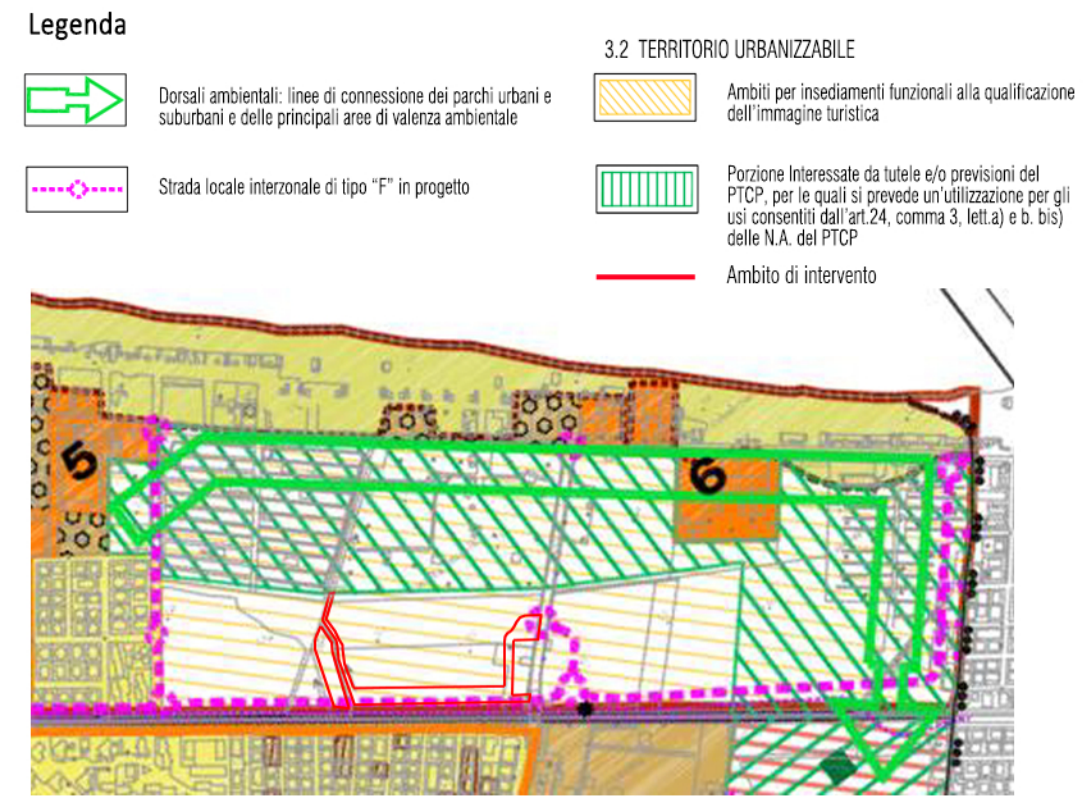 Legenda
Dorsali ambientali: linee di connessione dei parchi urbani e
suburbani e delle principali aree di valenza ambientale
Strada locale interzonale di tipo “F” in progetto
3.2 TERRITORIO URBANIZZABILE
Ambiti per insediamenti funzionali alla qualificazione
dell'immagine turistica
Porzione Interessate da tutele e/o previsioni del
PTCP, per le quali si prevede un'utilizzazione per gli
usi consentiti dall'art.24, comma 3, lett.a) e b. bis)
delle N.A. del PTCP
Ambito di intervento
5
6